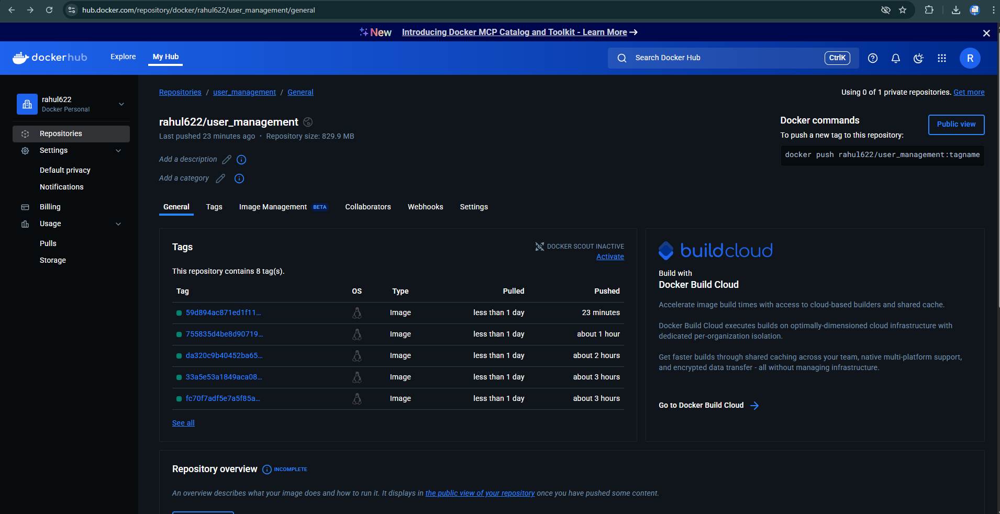 hub.docker.com/repository/docker/rahul622/user_management/general
New Introducing Docker MCP Catalog and Toolkit - Learn More →
dockerhub Explore My Hub Search Docker Hub CtrlK R
rahul622
Docker Personal
Repositories
Settings
Default privacy
Notifications
Billing
Usage
Pulls
Storage
Repositories / user_management / General
Using 0 of 1 private repositories. Get more
rahul622/user_management
Last pushed 23 minutes ago • Repository size: 829.9 MB
Add a description
Add a category
Docker commands
Public view
To push a new tag to this repository:
docker push rahul622/user_management:tagname
General Tags Image Management BETA Collaborators Webhooks Settings
Tags
DOCKER SCOUT INACTIVE
Activate
This repository contains 8 tag(s).
Tag OS Type Pulled Pushed
59d894ac871ed1f11... Image less than 1 day 23 minutes
755835d4be8d90719... Image less than 1 day about 1 hour
da320c9b40452ba65... Image less than 1 day about 2 hours
33a5e53a1849aca08... Image less than 1 day about 3 hours
fc70f7adf5e7a5f85a... Image less than 1 day about 3 hours
See all
buildcloud
Build with
Docker Build Cloud
Accelerate image build times with access to cloud-based builders and shared cache.
Docker Build Cloud executes builds on optimally-dimensioned cloud infrastructure with
dedicated per-organization isolation.
Get faster builds through shared caching across your team, native multi-platform support,
and encrypted data transfer - all without managing infrastructure.
Go to Docker Build Cloud
Repository overview INCOMPLETE
An overview describes what your image does and how to run it. It displays in the public view of your repository once you have pushed some content.